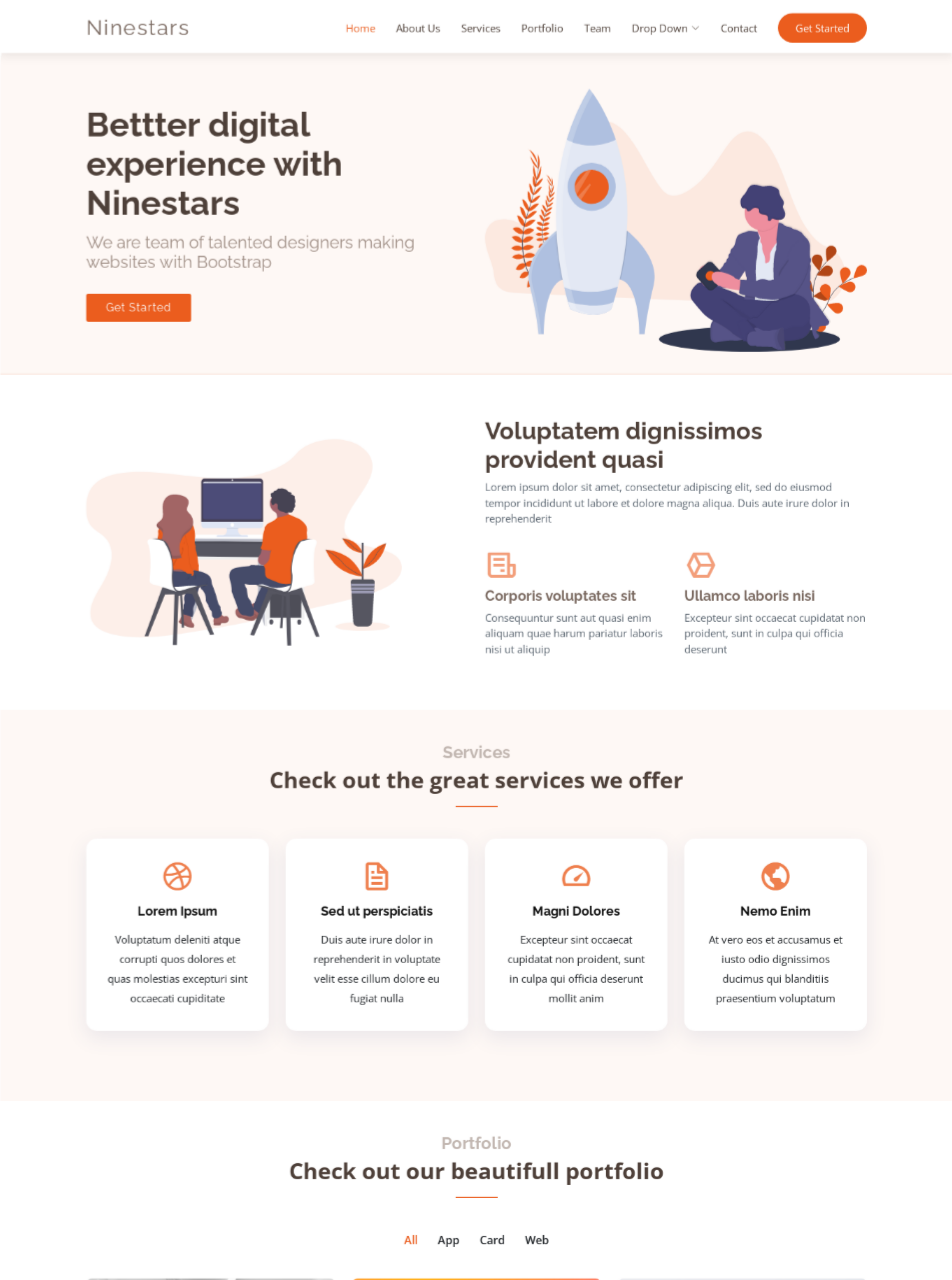 Ninestars
Home About Us Services Portfolio Team Drop Down Contact Get Started
Bettter digital
experience with
Ninestars
We are team of talented designers making
websites with Bootstrap
Get Started
Voluptatem dignissimos
provident quasi
Lorem ipsum dolor sit amet, consectetur adipiscing elit, sed do eiusmod
tempor incididunt ut labore et dolore magna aliqua. Duis aute irure dolor in
reprehenderit
Corporis voluptates sit
Consequuntur sunt aut quasi enim
aliquam quae harum pariatur laboris
nisi ut aliquip
Ullamco laboris nisi
Excepteur sint occaecat cupidatat non
proident, sunt in culpa qui officia
deserunt
Services
Check out the great services we offer
Lorem Ipsum
Voluptatum deleniti atque
corrupti quos dolores et
quas molestias excepturi sint
occaecati cupiditate
Sed ut perspiciatis
Duis aute irure dolor in
reprehenderit in voluptate
velit esse cillum dolore eu
fugiat nulla
Magni Dolores
Excepteur sint occaecat
cupidatat non proident, sunt
in culpa qui officia deserunt
mollit anim
Nemo Enim
At vero eos et accusamus et
iusto odio dignissimos
ducimus qui blanditiis
praesentium voluptatum
Portfolio
Check out our beautifull portfolio
All App Card Web